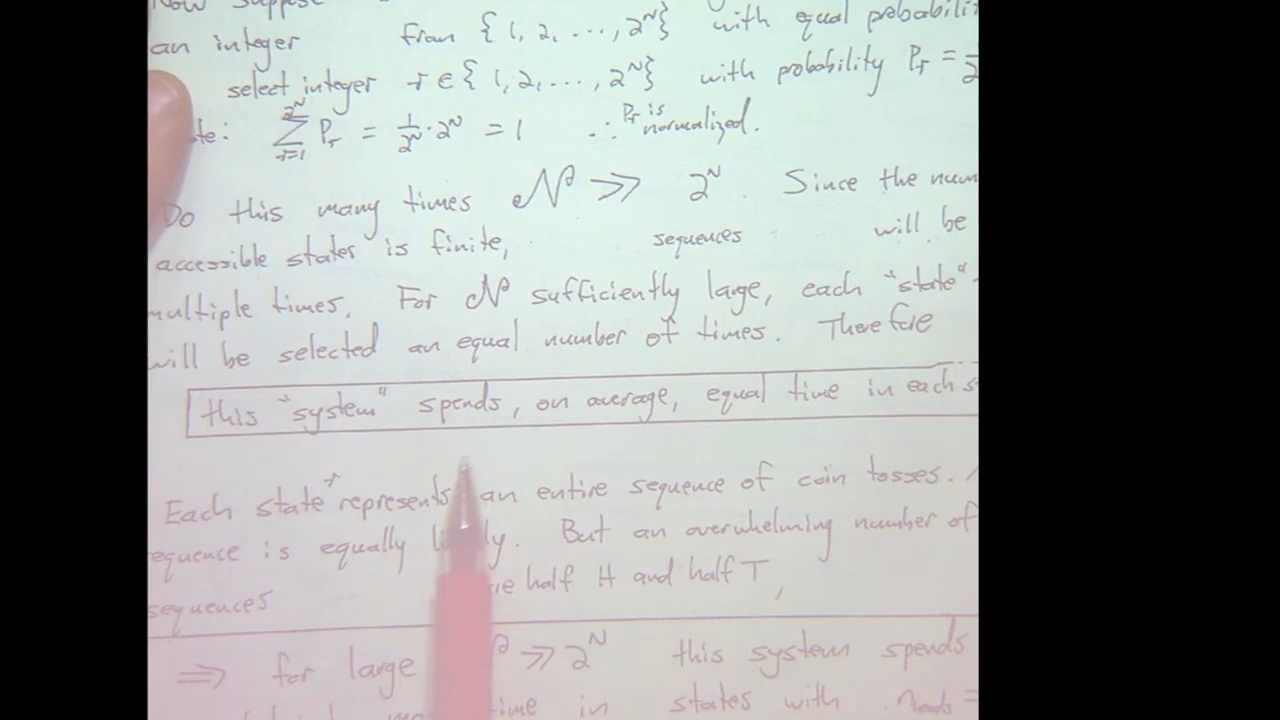 Now suppose
an integer from {1, 2, ..., 2^N} with equal
select integer r ∈ {1, 2, ..., 2^N} with probability P_r =
∑_{r=1}^{2^N} P_r = 1/2^N · 2^N = 1 ∴ P_r is normalized.
Do this many times 𝒩 >> 2^N. Since the
accessible states is finite, sequences will be
multiple times. For 𝒩 sufficiently large, each "state"
will be selected an equal number of times. Therefore
this "system" spends, on average, equal time in each
Each state r represents an entire sequence of coin tosses.
is equally likely. But an overwhelming number of
sequences half H and half T,
⇒ for large 𝒩 >> 2^N this system spends
in states with n_heads =